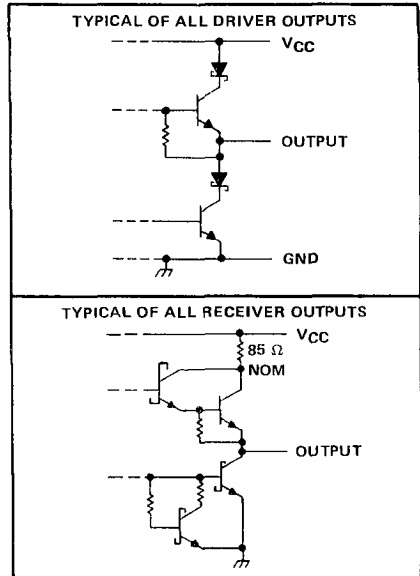 TYPICAL OF ALL DRIVER OUTPUTS
VCC
OUTPUT
GND
TYPICAL OF ALL RECEIVER OUTPUTS
VCC
85 Ω
NOM
OUTPUT